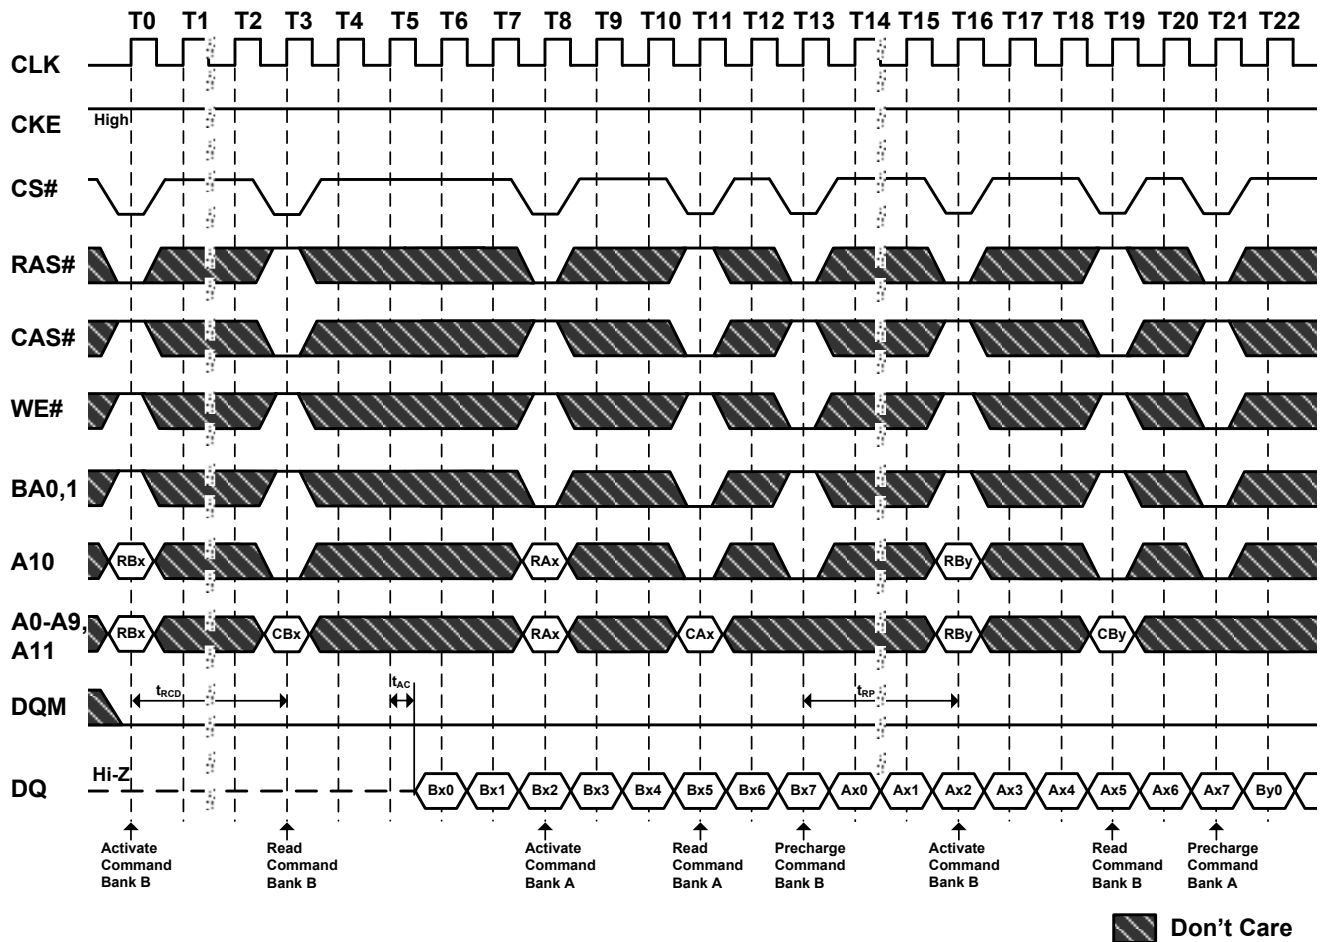 T0 T1 T2 T3 T4 T5 T6 T7 T8 T9 T10 T11 T12 T13 T14 T15 T16 T17 T18 T19 T20 T21 T22
CLK
CKE High
CS#
RAS#
CAS#
WE#
BA0,1
A10 RBx RAx RBy
A0-A9,
A11 RBx CBx RAx CAx RBy CBy
DQM tRCD tAC tRP
DQ Hi-Z Bx0 Bx1 Bx2 Bx3 Bx4 Bx5 Bx6 Bx7 Ax0 Ax1 Ax2 Ax3 Ax4 Ax5 Ax6 Ax7 By0
Activate
Command
Bank B
Read
Command
Bank B
Activate
Command
Bank A
Read
Command
Bank A
Precharge
Command
Bank B
Activate
Command
Bank B
Read
Command
Bank B
Precharge
Command
Bank A
Don't Care